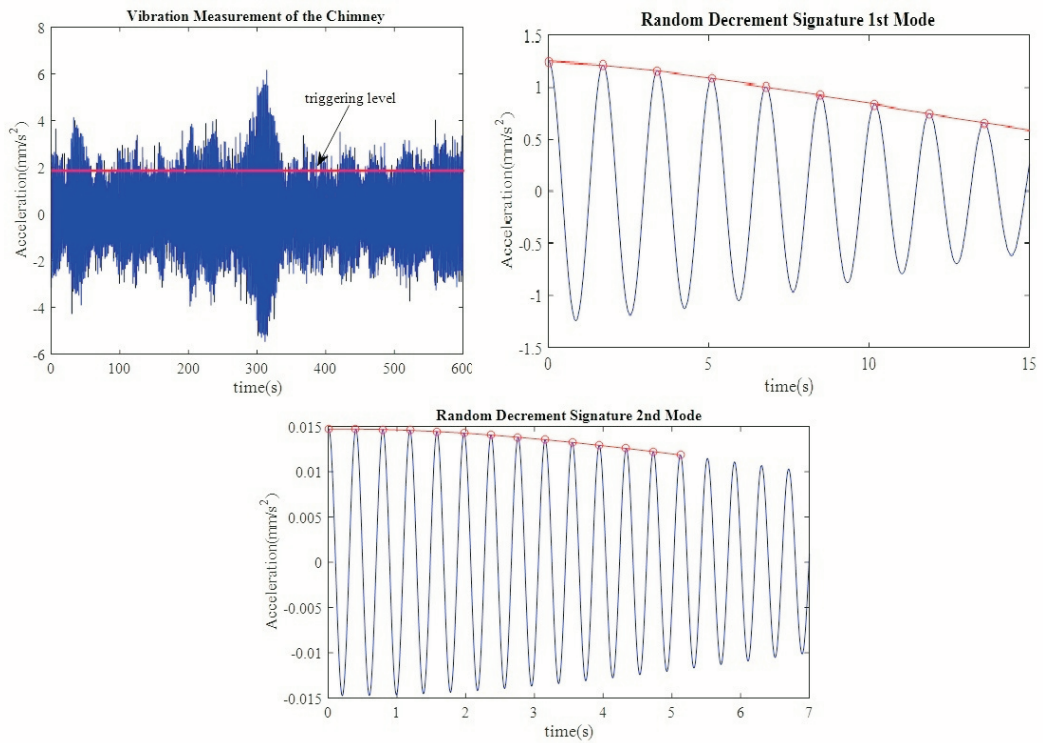 Vibration Measurement of the Chimney
8
6
4
2
0
-2
-4
-6
Acceleration(mm/s²)
triggering level
0 100 200 300 400 500 600
time(s)
Random Decrement Signature 1st Mode
1.5
1
0.5
0
-0.5
-1
-1.5
Acceleration(mm/s²)
0 5 10 15
time(s)
Random Decrement Signature 2nd Mode
0.015
0.01
0.005
0
-0.005
-0.01
-0.015
Acceleration(mm/s²)
0 1 2 3 4 5 6 7
time(s)